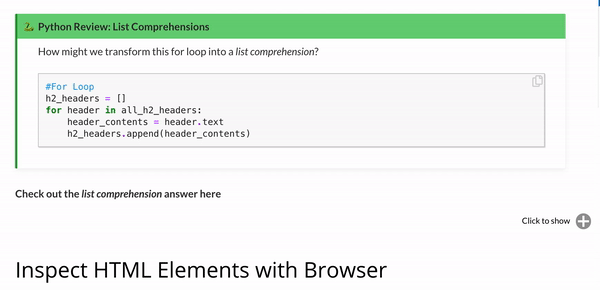 Python Review: List Comprehensions
How might we transform this for loop into a list comprehension?
#For Loop
h2_headers = []
for header in all_h2_headers:
    header_contents = header.text
    h2_headers.append(header_contents)
Check out the list comprehension answer here
Click to show
Inspect HTML Elements with Browser